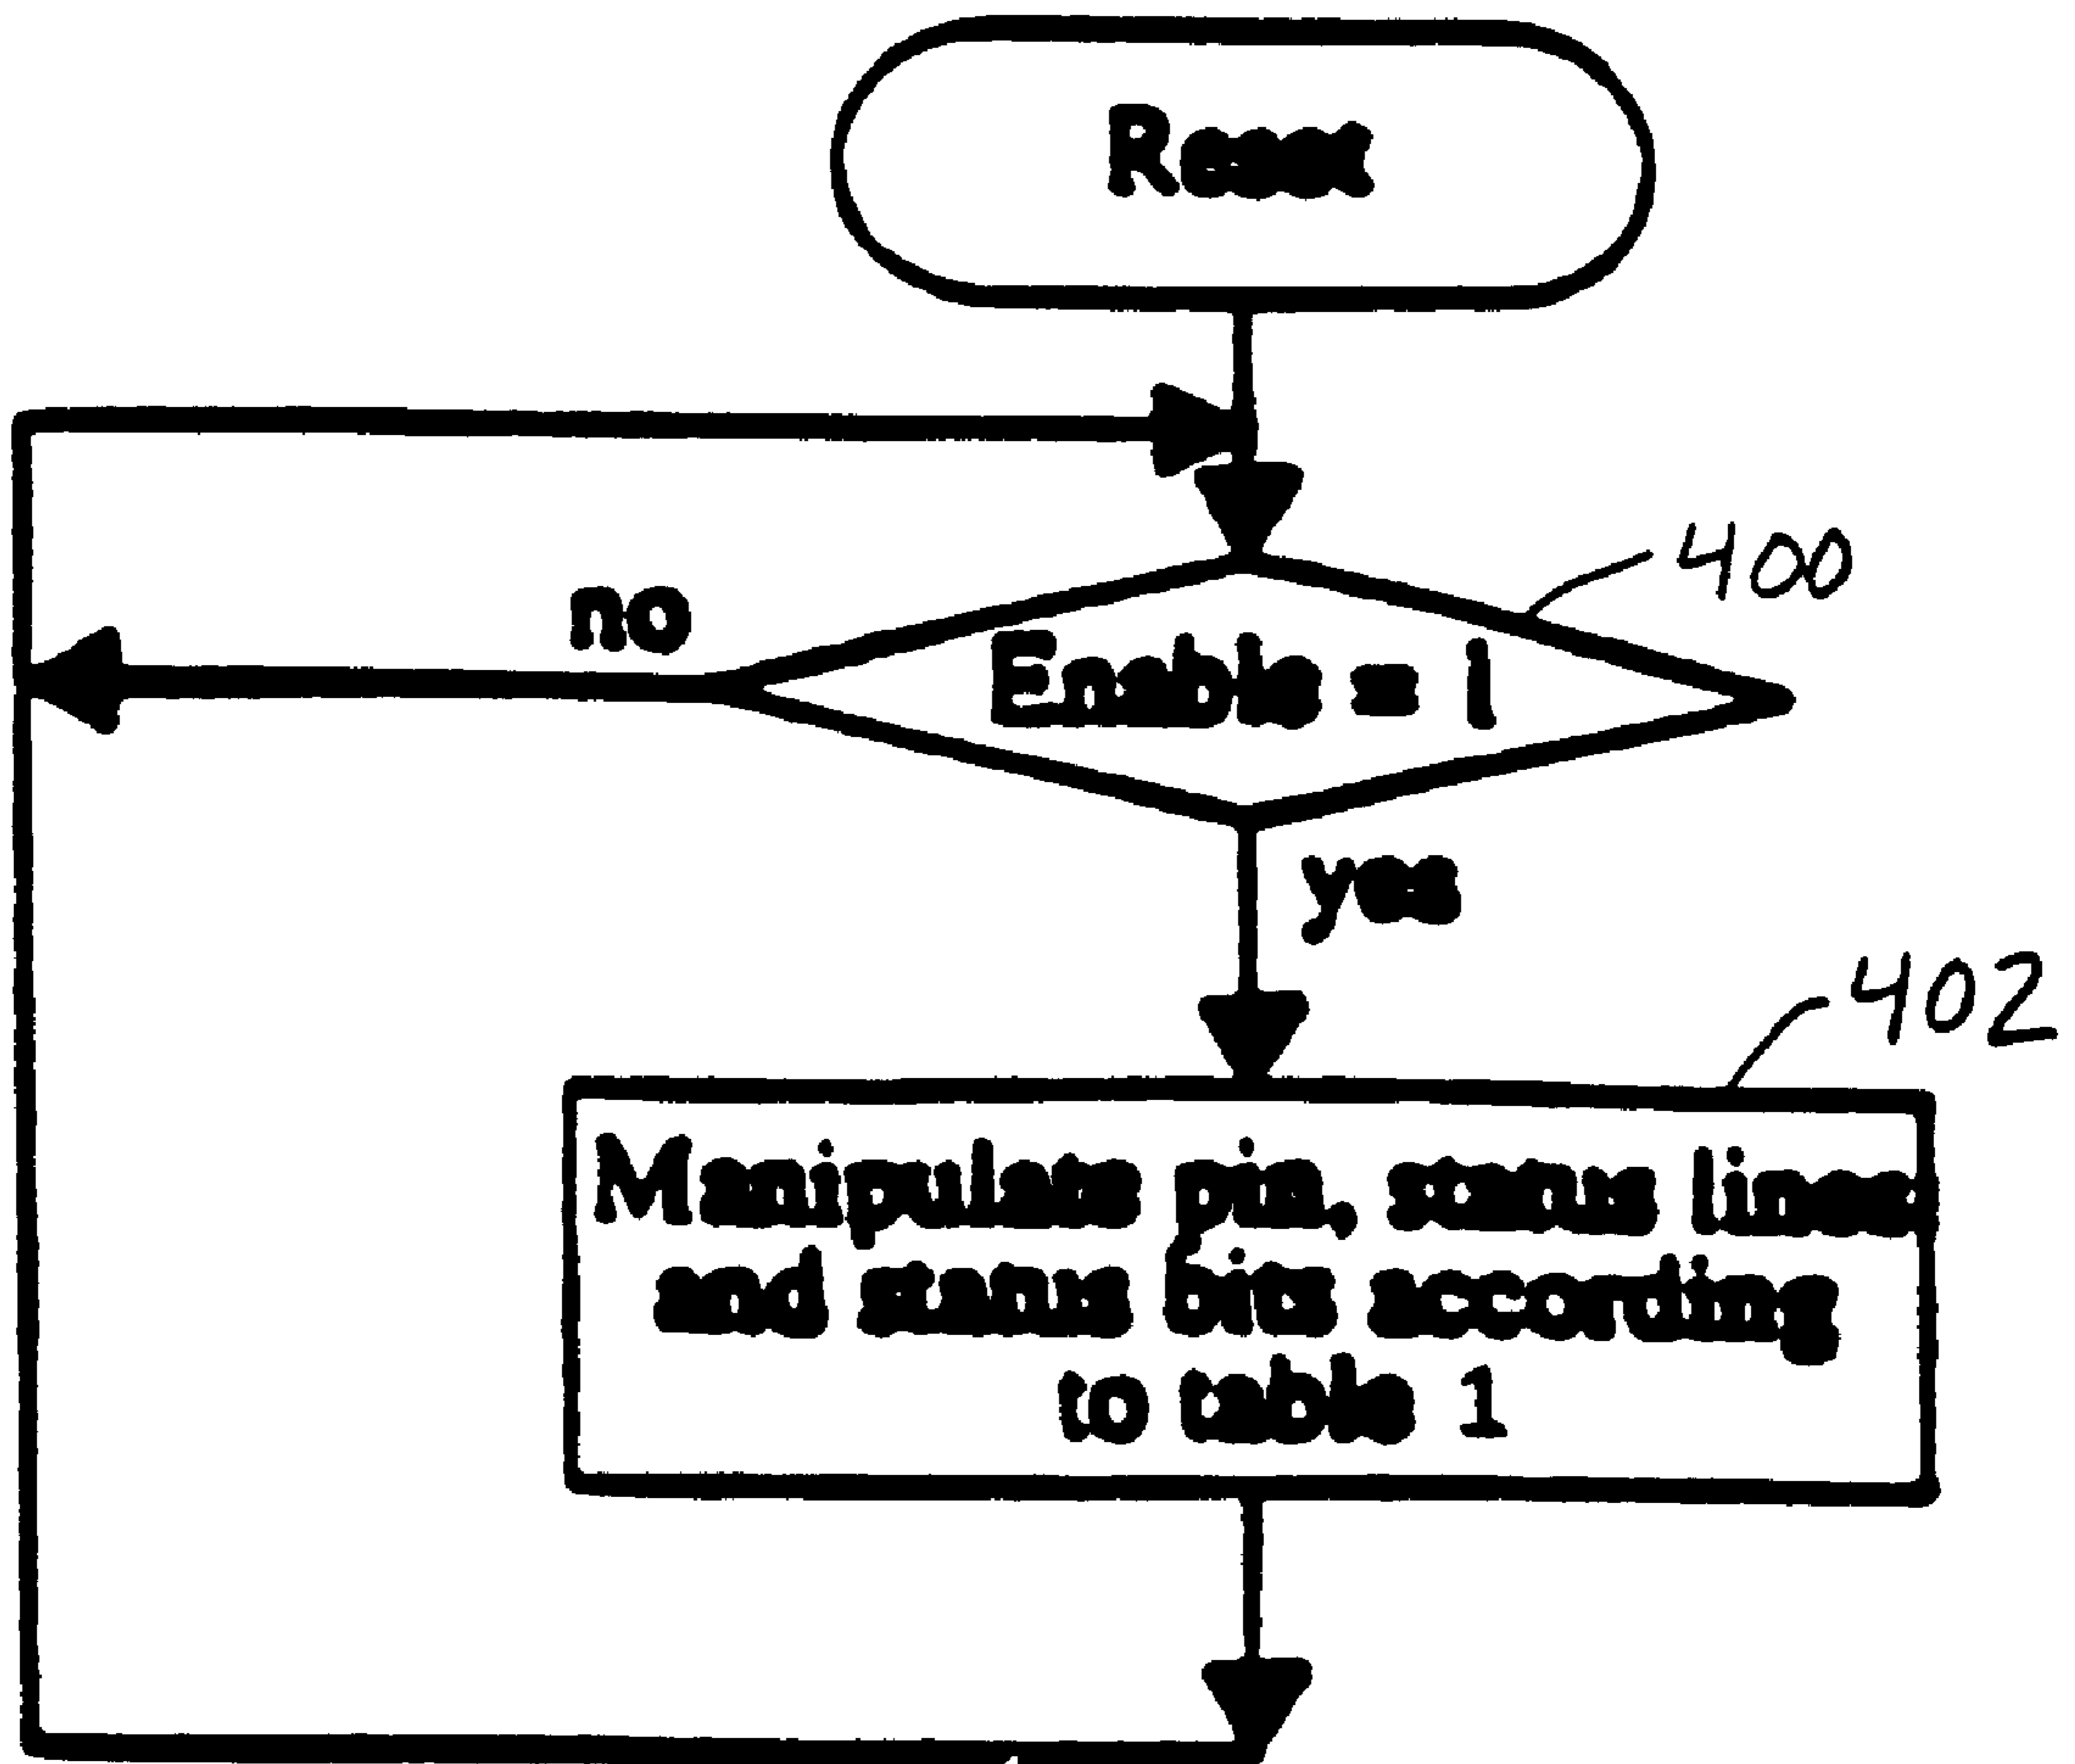 Reset
400
no
Enable = 1
yes
402
Manipulate pin, status lines
and status bits according
to table 1